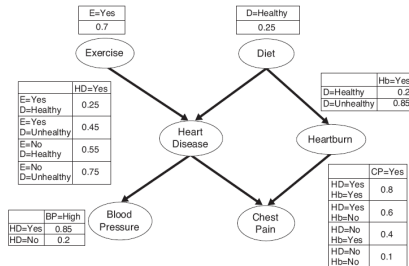 E=Yes
0.7
D=Healthy
0.25
Exercise
Diet
HD=Yes
E=Yes
D=Healthy
0.25
E=Yes
D=Unhealthy
0.45
E=No
D=Healthy
0.55
E=No
D=Unhealthy
0.75
Hb=Yes
D=Healthy 0.2
D=Unhealthy 0.85
Heart
Disease
Heartburn
BP=High
HD=Yes 0.85
HD=No 0.2
Blood
Pressure
Chest
Pain
CP=Yes
HD=Yes
Hb=Yes
0.8
HD=Yes
Hb=No
0.6
HD=No
Hb=Yes
0.4
HD=No
Hb=No
0.1